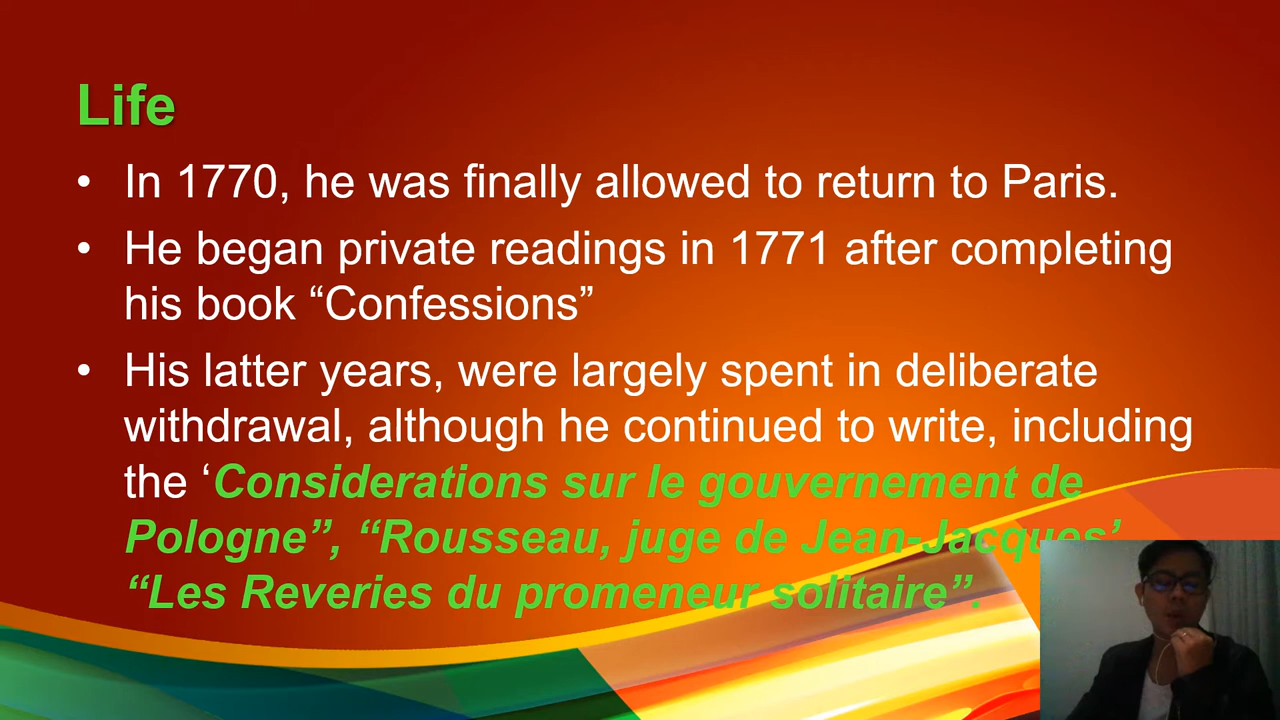 Life
• In 1770, he was finally allowed to return to Paris.
• He began private readings in 1771 after completing
his book “Confessions”
• His latter years, were largely spent in deliberate
withdrawal, although he continued to write, including
the ‘Considerations sur le gouvernement de
Pologne”, “Rousseau, juge de Jean-Jacques’
“Les Reveries du promeneur solitaire”.